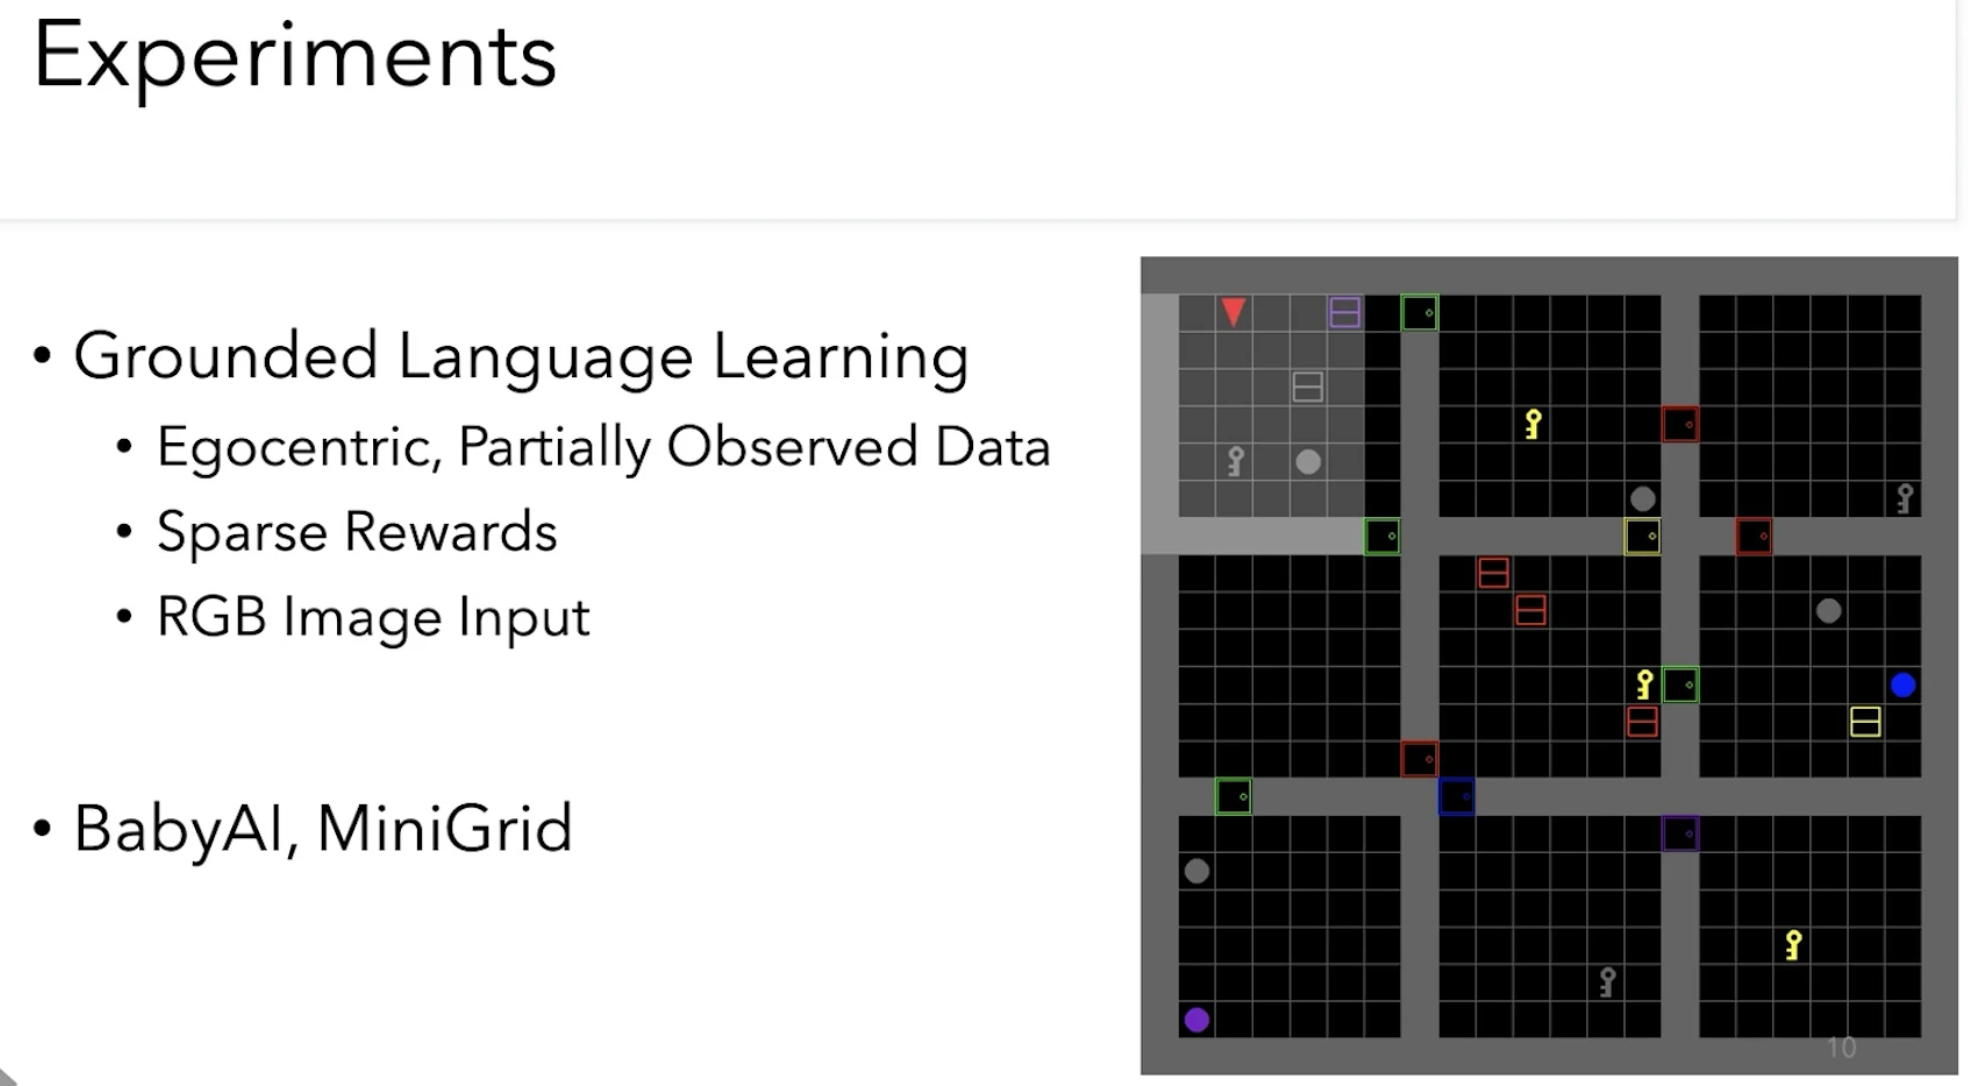 Experiments
• Grounded Language Learning
• Egocentric, Partially Observed Data
• Sparse Rewards
• RGB Image Input
• BabyAI, MiniGrid
10